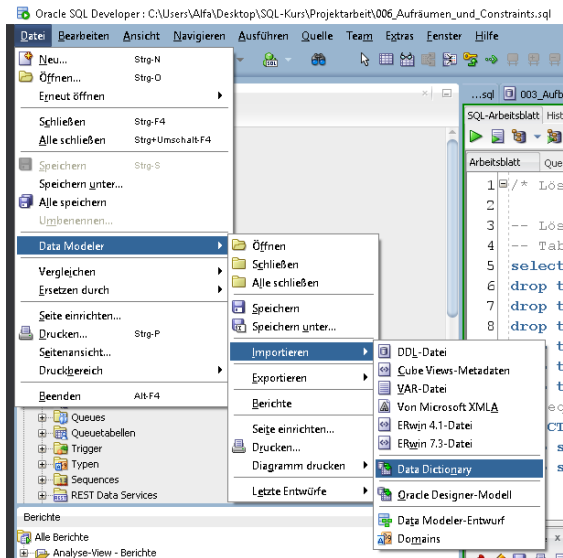 Oracle SQL Developer : C:\Users\Alfa\Desktop\SQL-Kurs\Projektarbeit\006_Aufräumen_und_Constraints.sql
Datei Bearbeiten Ansicht Navigieren Ausführen Quelle Team Extras Fenster Hilfe
Neu... Strg-N
Öffnen... Strg-O
Erneut öffnen
Schließen Strg-F4
Alle schließen Strg+Umschalt-F4
Speichern Strg-S
Speichern unter...
Alle speichern
Umbenennen...
Data Modeler
Vergleichen
Ersetzen durch
Seite einrichten...
Drucken... Strg-P
Seitenansicht...
Druckbereich
Beenden Alt-F4
Öffnen
Schließen
Alle schließen
Speichern
Speichern unter...
Importieren
Exportieren
Berichte
Seite einrichten...
Drucken...
Diagramm drucken
Letzte Entwürfe
DDL-Datei
Cube Views-Metadaten
VAR-Datei
Von Microsoft XMLA
ERwin 4.1-Datei
ERwin 7.3-Datei
Data Dictionary
Oracle Designer-Modell
Data Modeler-Entwurf
Domains
...sql 003_Aufb
SQL-Arbeitsblatt Hist
Arbeitsblatt Que
1 /* Lös
2
3 -- Lös
4 -- Tab
5 select
6 drop t
7 drop t
8 drop t
Queues
Queuetabellen
Trigger
Typen
Sequences
REST Data Services
Berichte
Alle Berichte
Analyse-View - Berichte